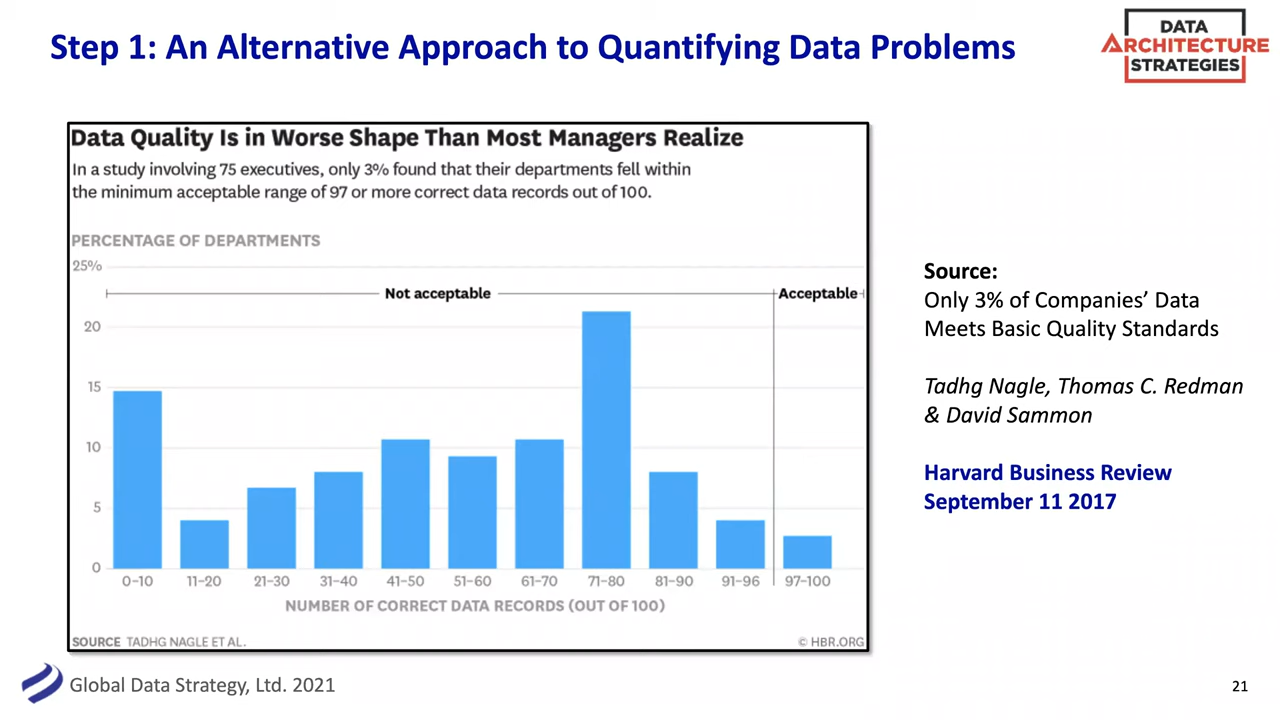 Step 1: An Alternative Approach to Quantifying Data Problems
DATA
ARCHITECTURE
STRATEGIES
Data Quality Is in Worse Shape Than Most Managers Realize
In a study involving 75 executives, only 3% found that their departments fell within
the minimum acceptable range of 97 or more correct data records out of 100.
PERCENTAGE OF DEPARTMENTS
25%
Not acceptable
Acceptable
20
15
10
5
0
0–10 11–20 21–30 31–40 41–50 51–60 61–70 71–80 81–90 91–96 97–100
NUMBER OF CORRECT DATA RECORDS (OUT OF 100)
SOURCE TADHG NAGLE ET AL.
© HBR.ORG
Source:
Only 3% of Companies’ Data
Meets Basic Quality Standards
Tadhg Nagle, Thomas C. Redman
& David Sammon
Harvard Business Review
September 11 2017
Global Data Strategy, Ltd. 2021
21